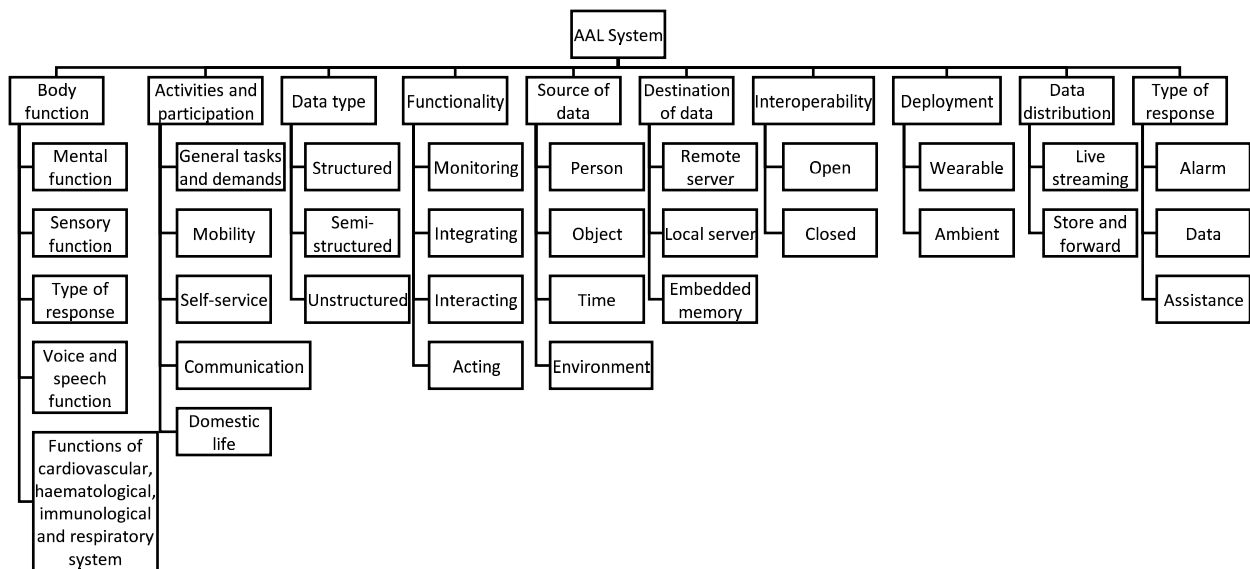 AAL System
Body
function
Activities and
participation
Data type
Functionality
Source of
data
Destination
of data
Interoperability
Deployment
Data
distribution
Type of
response
Mental
function
Sensory
function
Type of
response
Voice and
speech
function
Functions of
cardiovascular,
haematological,
immunological
and respiratory
system
General tasks
and demands
Mobility
Self-service
Communication
Domestic
life
Structured
Semi-
structured
Unstructured
Monitoring
Integrating
Interacting
Acting
Person
Object
Time
Environment
Remote
server
Local server
Embedded
memory
Open
Closed
Wearable
Ambient
Live
streaming
Store and
forward
Alarm
Data
Assistance